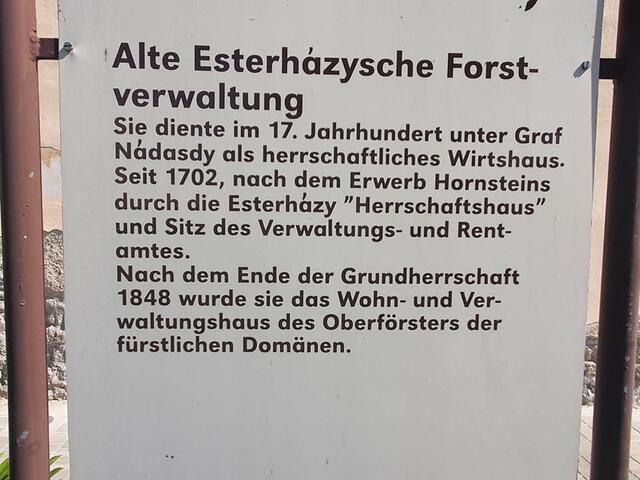 Alte Esterházysche Forst-
verwaltung
Sie diente im 17. Jahrhundert unter Graf
Nádasdy als herrschaftliches Wirtshaus.
Seit 1702, nach dem Erwerb Hornsteins
durch die Esterházy "Herrschaftshaus"
und Sitz des Verwaltungs- und Rent-
amtes.
Nach dem Ende der Grundherrschaft
1848 wurde sie das Wohn- und Ver-
waltungshaus des Oberförsters der
fürstlichen Domänen.